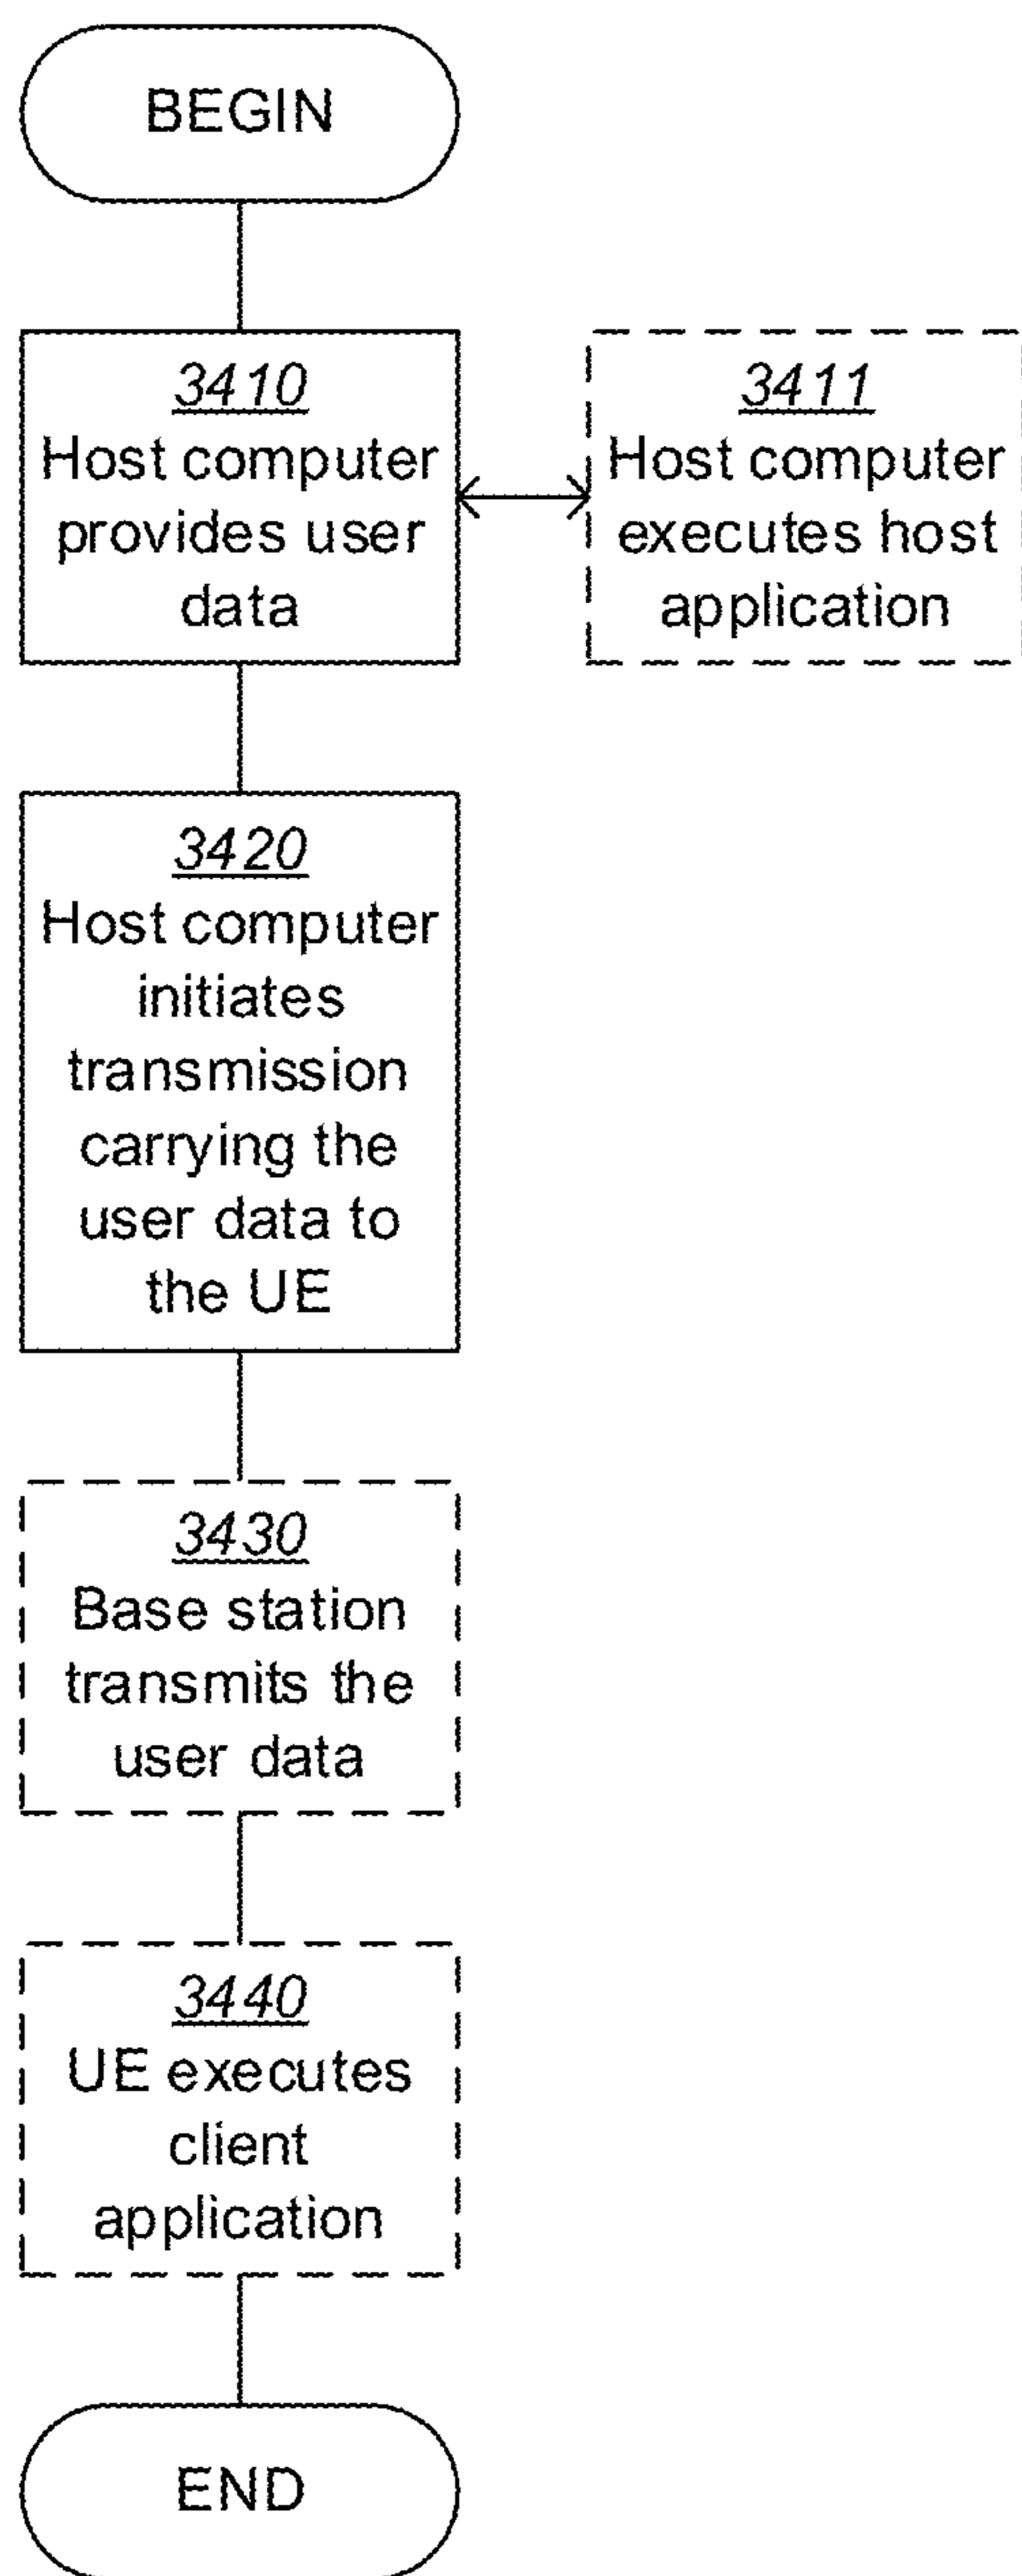 BEGIN
3410
Host computer
provides user
data
3411
Host computer
executes host
application
3420
Host computer
initiates
transmission
carrying the
user data to
the UE
3430
Base station
transmits the
user data
3440
UE executes
client
application
END